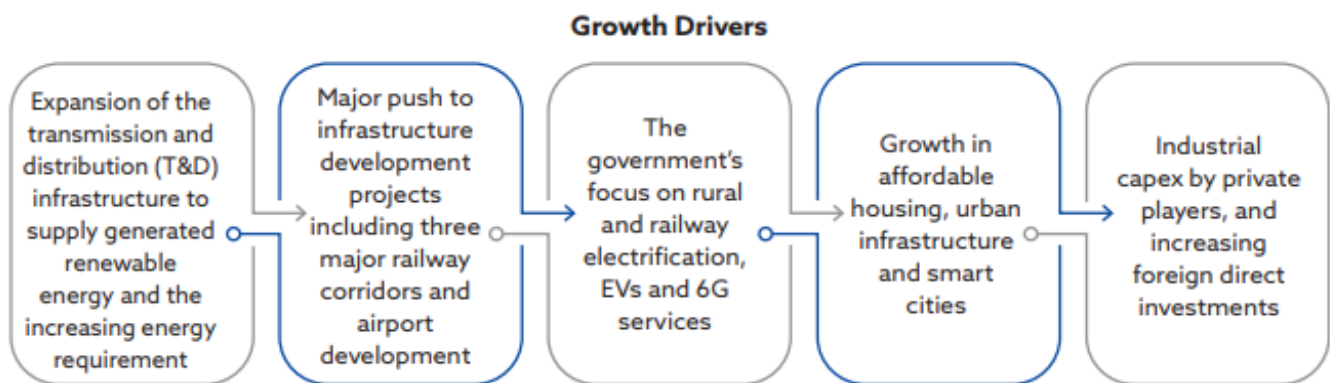 Growth Drivers
Expansion of the
transmission and
distribution (T&D)
infrastructure to
supply generated
renewable
energy and the
increasing energy
requirement
Major push to
infrastructure
development
projects
including three
major railway
corridors and
airport
development
The
government’s
focus on rural
and railway
electrification,
EVs and 6G
services
Growth in
affordable
housing, urban
infrastructure
and smart
cities
Industrial
capex by private
players, and
increasing
foreign direct
investments